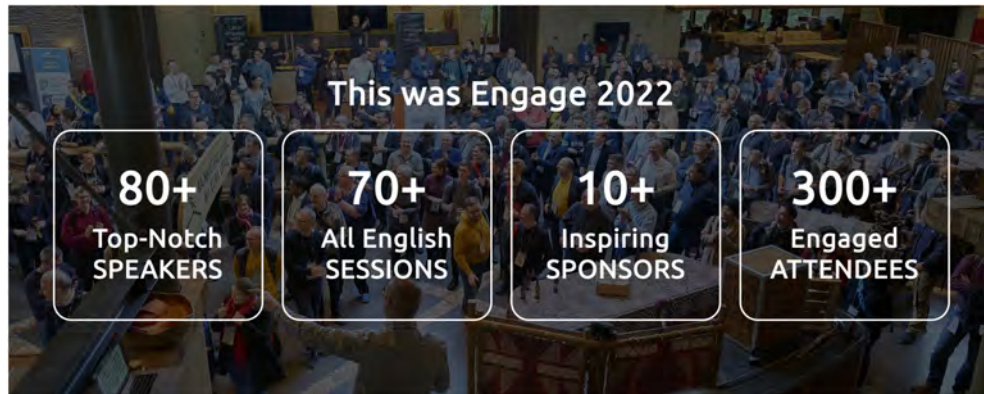 This was Engage 2022
80+
Top-Notch
SPEAKERS
70+
All English
SESSIONS
10+
Inspiring
SPONSORS
300+
Engaged
ATTENDEES